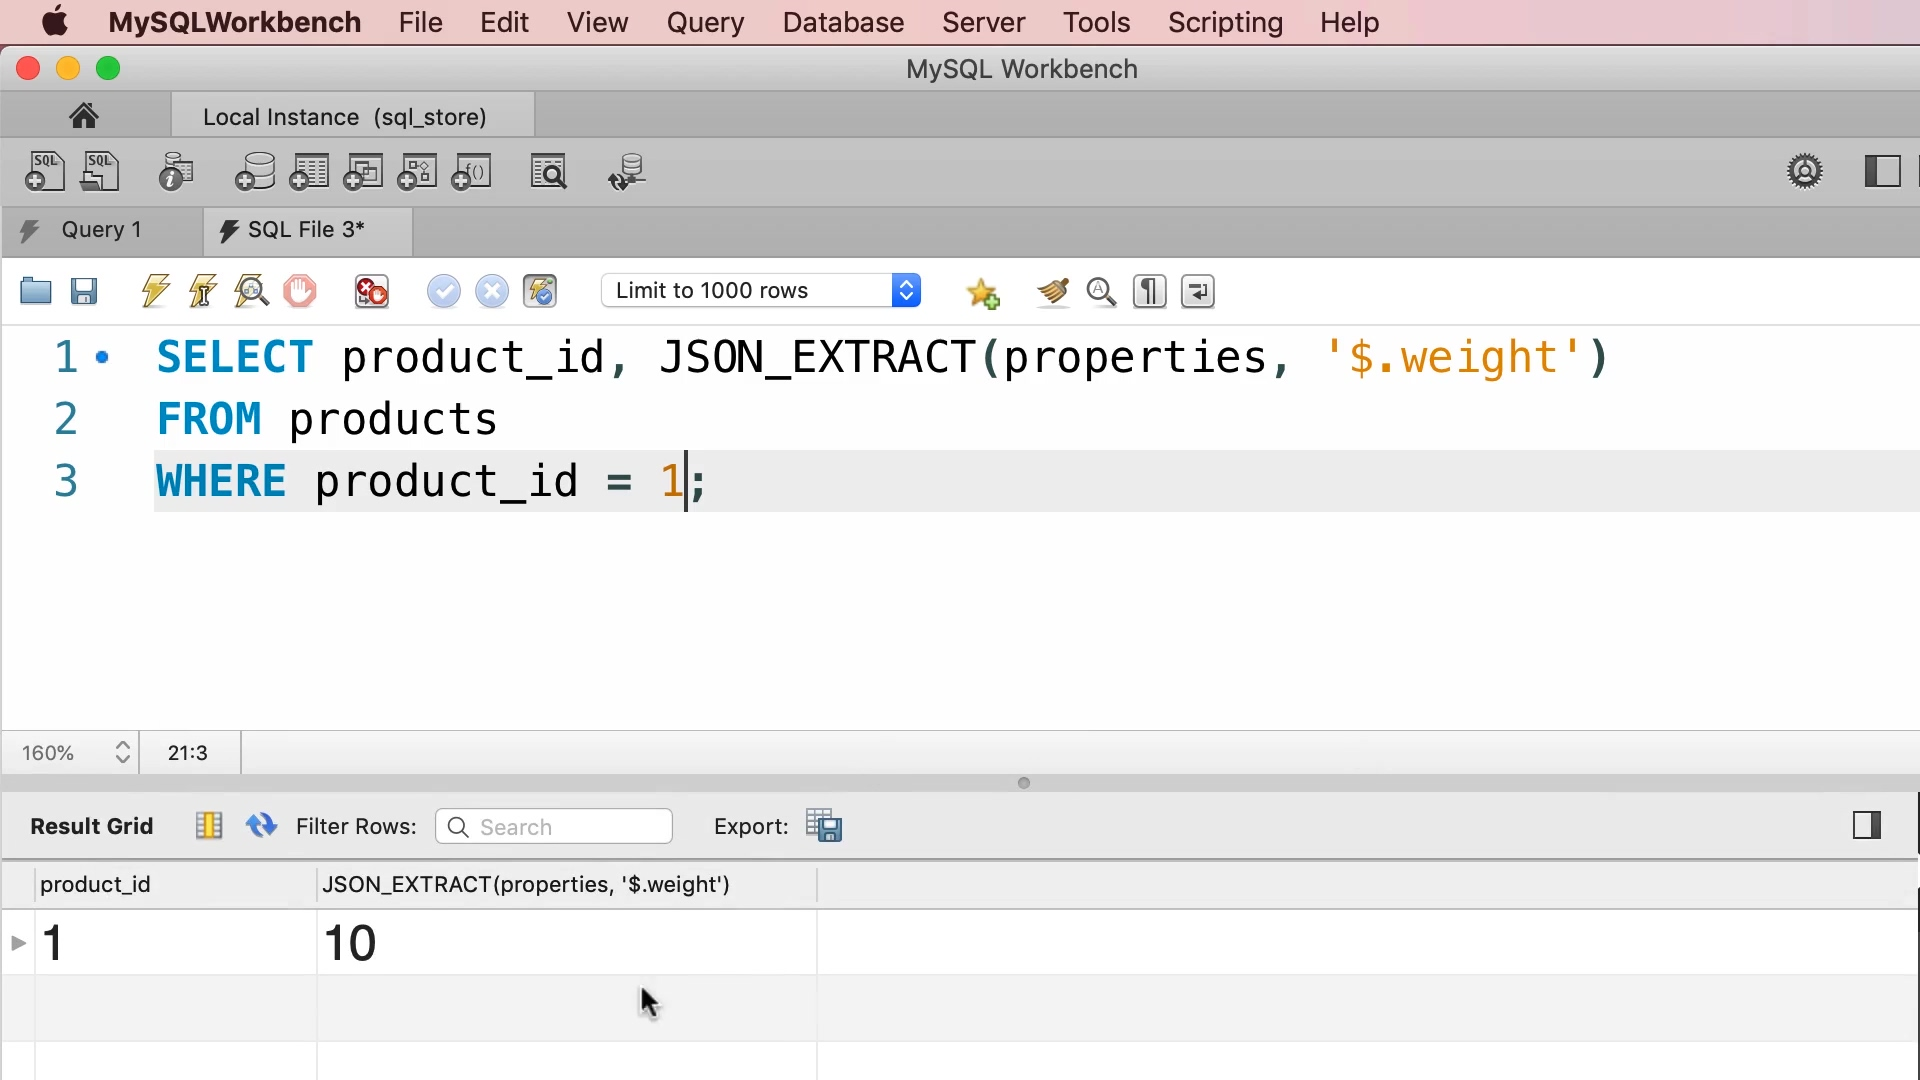 MySQLWorkbench File Edit View Query Database Server Tools Scripting Help
MySQL Workbench
Local Instance (sql_store)
SQL SQL f()
Query 1 SQL File 3*
Limit to 1000 rows
1 SELECT product_id, JSON_EXTRACT(properties, '$.weight')
2 FROM products
3 WHERE product_id = 1;
160% 21:3
Result Grid Filter Rows: Search Export:
product_id JSON_EXTRACT(properties, '$.weight')
1 10